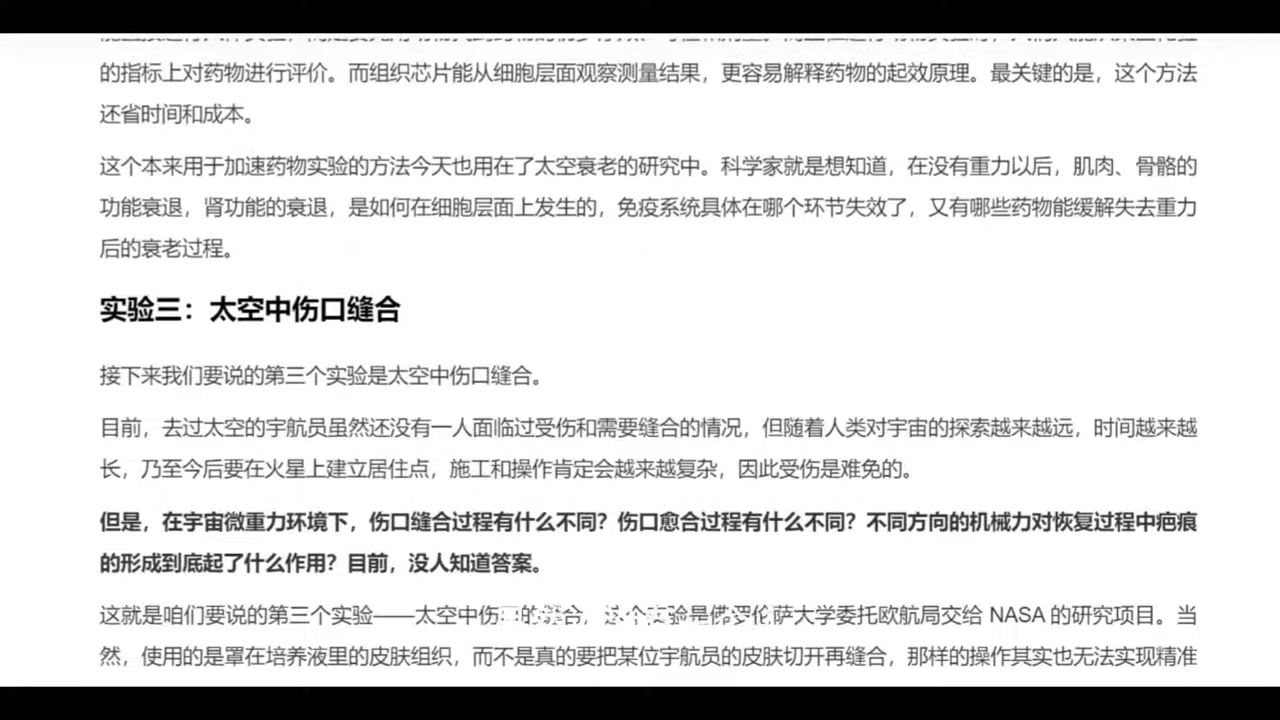 的指标上对药物进行评价。而组织芯片能从细胞层面观察测量结果，更容易解释药物的起效原理。最关键的是，这个方法
还省时间和成本。
这个本来用于加速药物实验的方法今天也用在了太空衰老的研究中。科学家就是想知道，在没有重力以后，肌肉、骨骼的
功能衰退，肾功能的衰退，是如何在细胞层面上发生的，免疫系统具体在哪个环节失效了，又有哪些药物能缓解失去重力
后的衰老过程。
实验三：太空中伤口缝合
接下来我们要说的第三个实验是太空中伤口缝合。
目前，去过太空的宇航员虽然还没有一人面临过受伤和需要缝合的情况，但随着人类对宇宙的探索越来越远，时间越来越
长，乃至今后要在火星上建立居住点，施工和操作肯定会越来越复杂，因此受伤是难免的。
但是，在宇宙微重力环境下，伤口缝合过程有什么不同？伤口愈合过程有什么不同？不同方向的机械力对恢复过程中疤痕
的形成到底起了什么作用？目前，没人知道答案。
这就是咱们要说的第三个实验——太空中伤口的缝合。这个实验是佛罗伦萨大学委托欧航局交给 NASA 的研究项目。当
然，使用的是罩在培养液里的皮肤组织，而不是真的要把某位宇航员的皮肤切开再缝合，那样的操作其实也无法实现精准